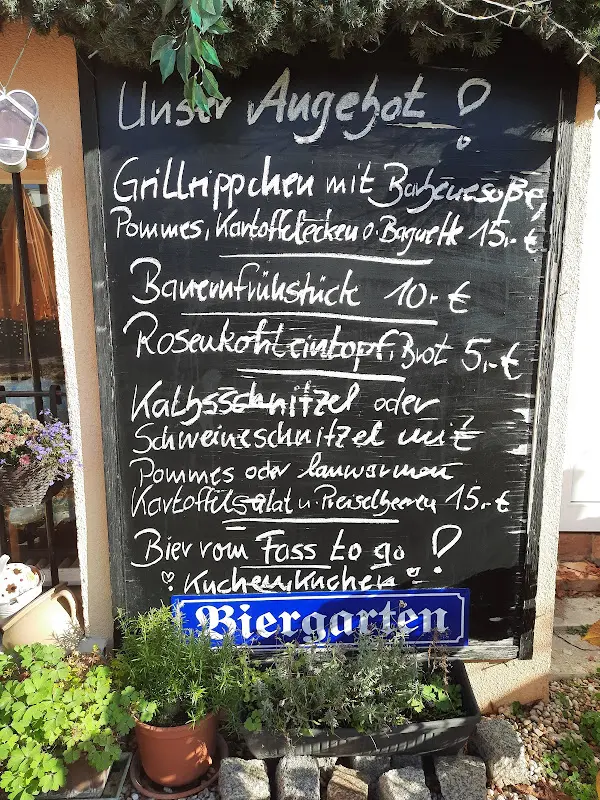 Unser Angebot !
Grillrippchen mit Barbecuesoße,
Pommes, Kartoffelecken o. Baguette 15,- €
Bauernfrühstück 10,- €
Rosenkohleintopf, Brot 5,- €
Kalbsschnitzel oder
Schweineschnitzel mit
Pommes oder lauwarmen
Kartoffelsalat u. Preiselbeeren 15,- €
Bier vom Fass to go !
Kuchen, Kuchen
Biergarten